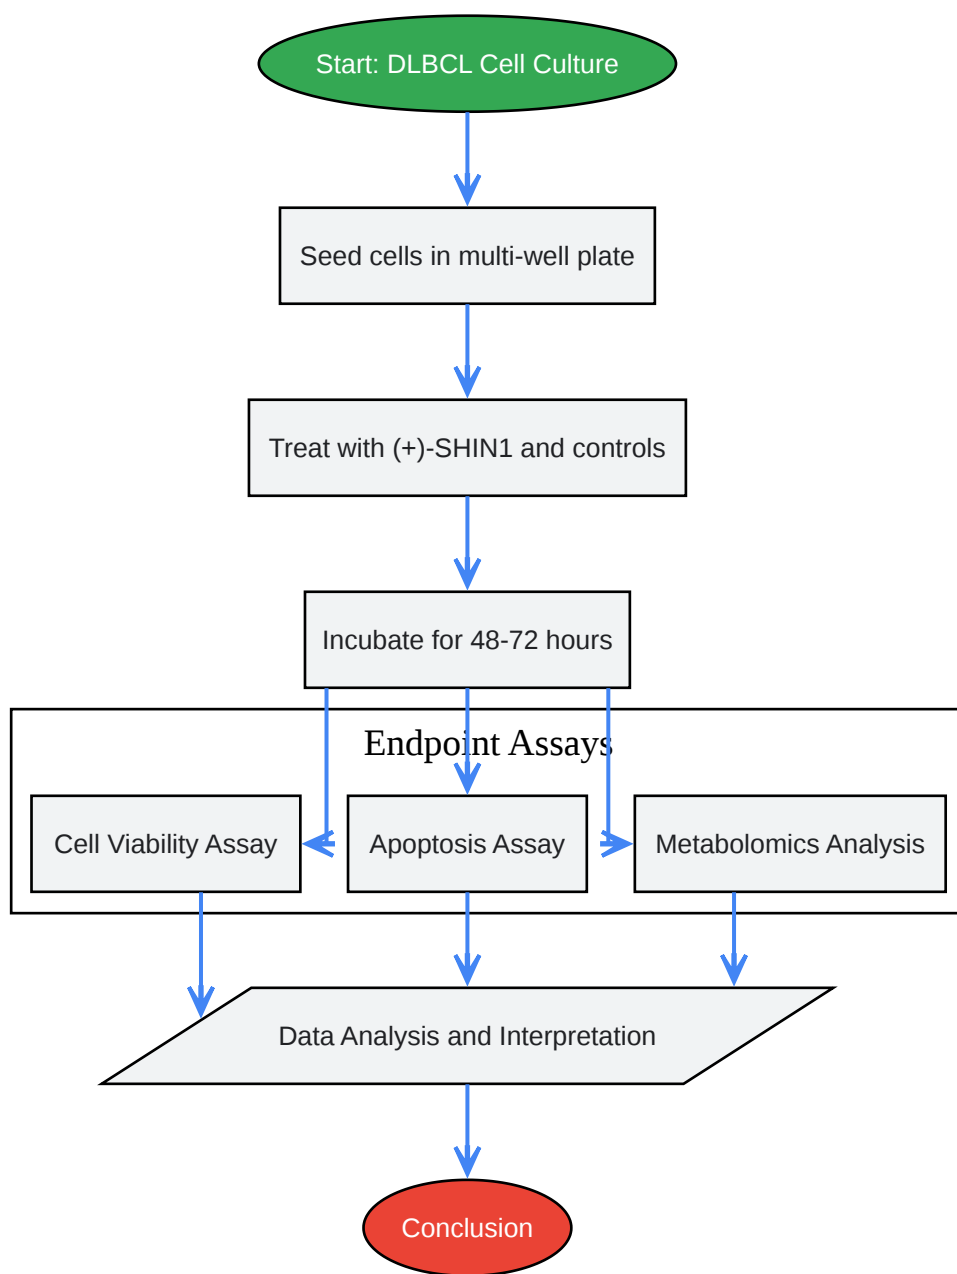 Start: DLBCL Cell Culture
Seed cells in multi-well plate
Treat with (+)-SHIN1 and controls
Incubate for 48-72 hours
Endpoint Assays
Cell Viability Assay
Apoptosis Assay
Metabolomics Analysis
Data Analysis and Interpretation
Conclusion